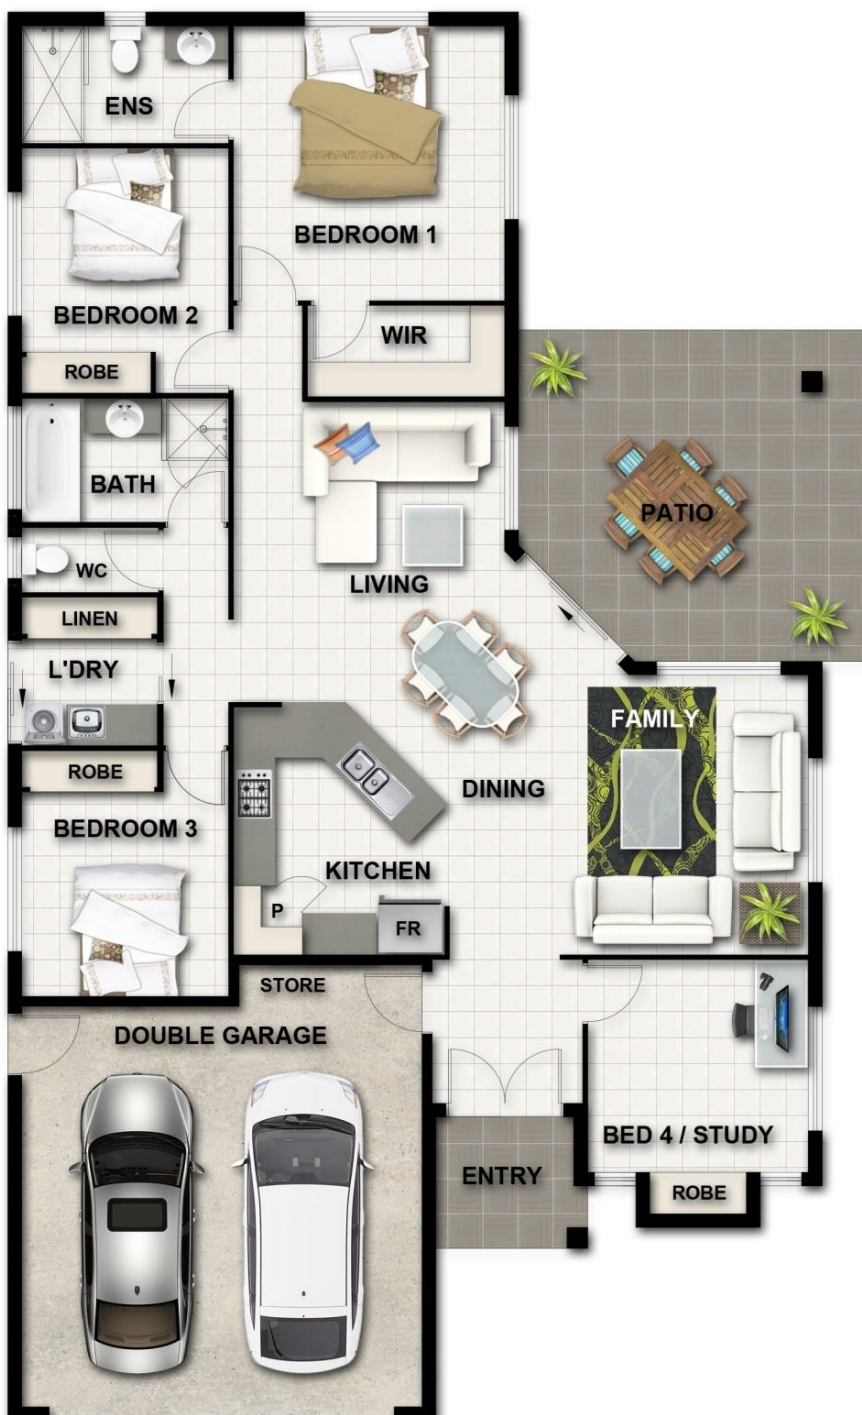 ENS
BEDROOM 1
BEDROOM 2
WIR
ROBE
BATH
PATIO
WC
LIVING
LINEN
L'DRY
FAMILY
ROBE
DINING
BEDROOM 3
KITCHEN
P
FR
STORE
DOUBLE GARAGE
BED 4 / STUDY
ENTRY
ROBE